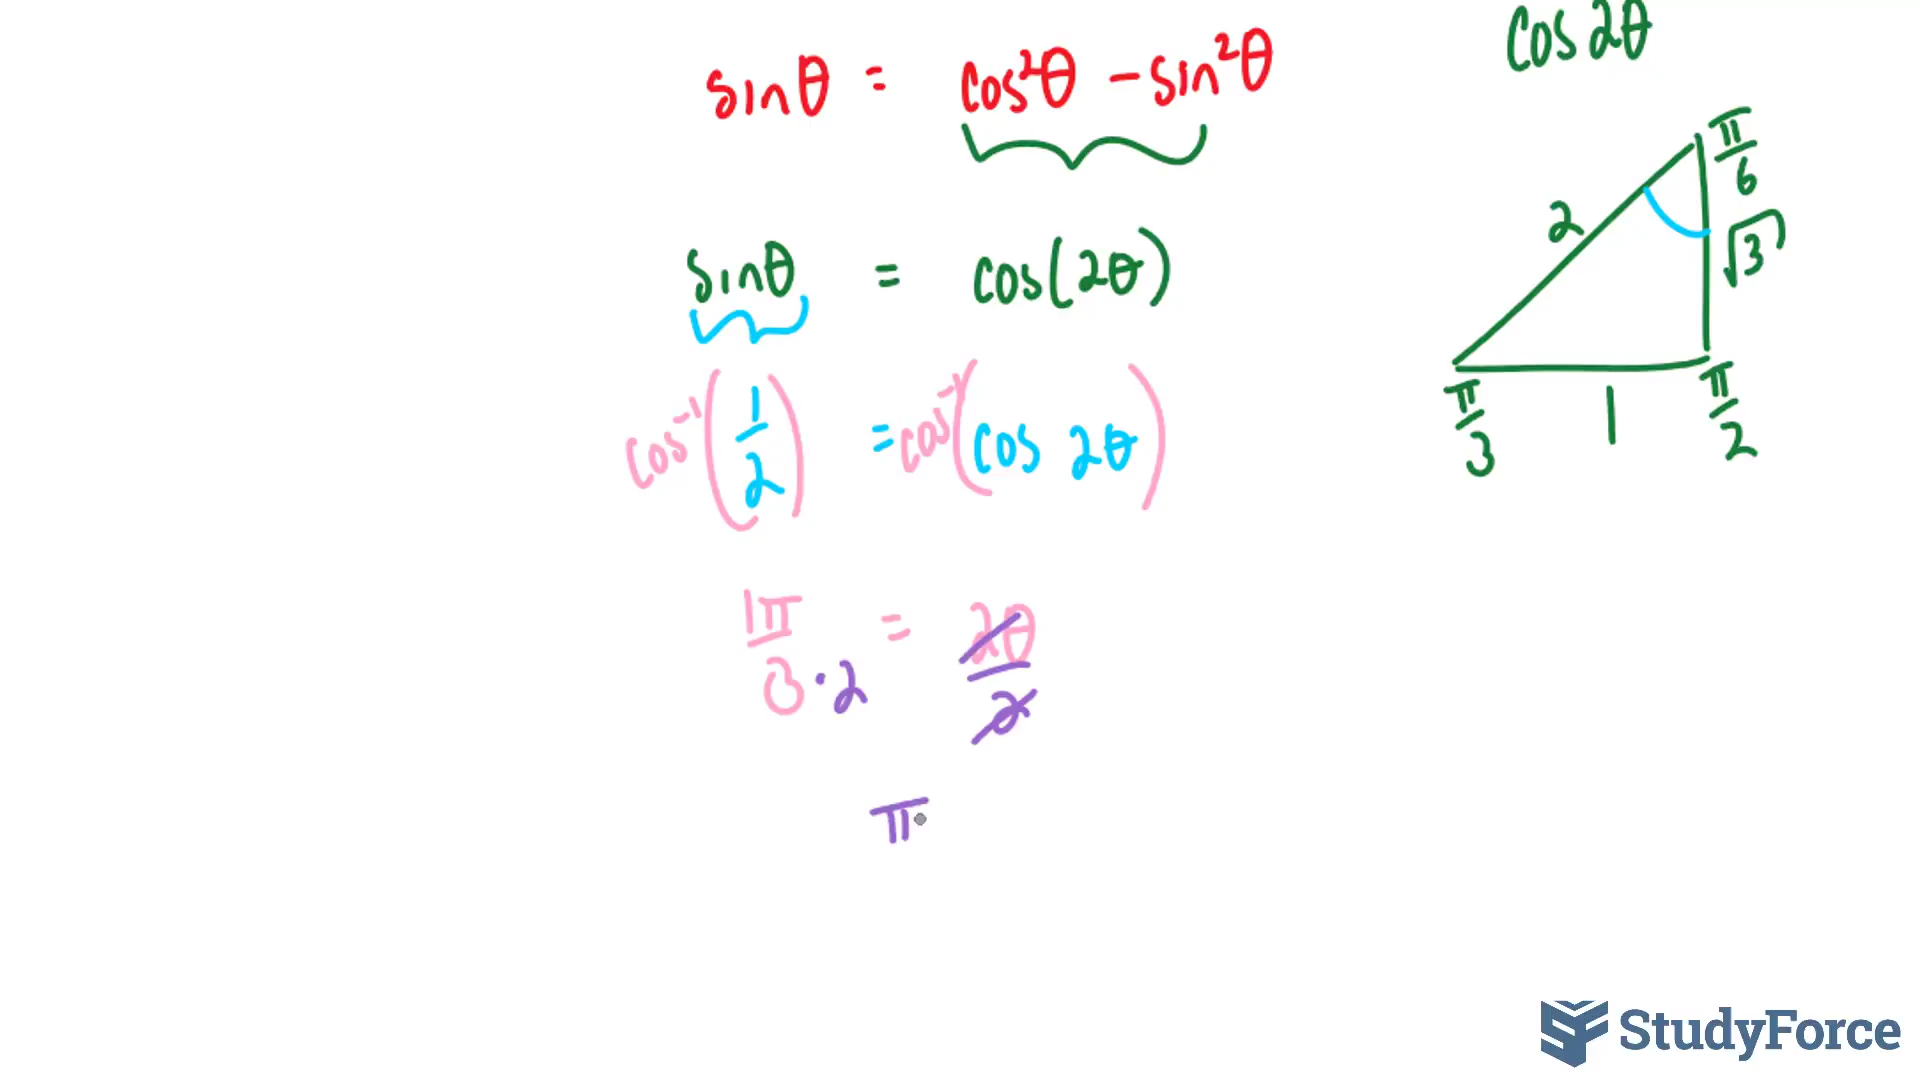 cos 2θ
sinθ = cos²θ - sin²θ
π/6
2
√3
sinθ = cos(2θ)
π/3
1
π/2
cos⁻¹(1/2) = cos⁻¹(cos 2θ)
1π/3·2 = 2θ/2
π
StudyForce